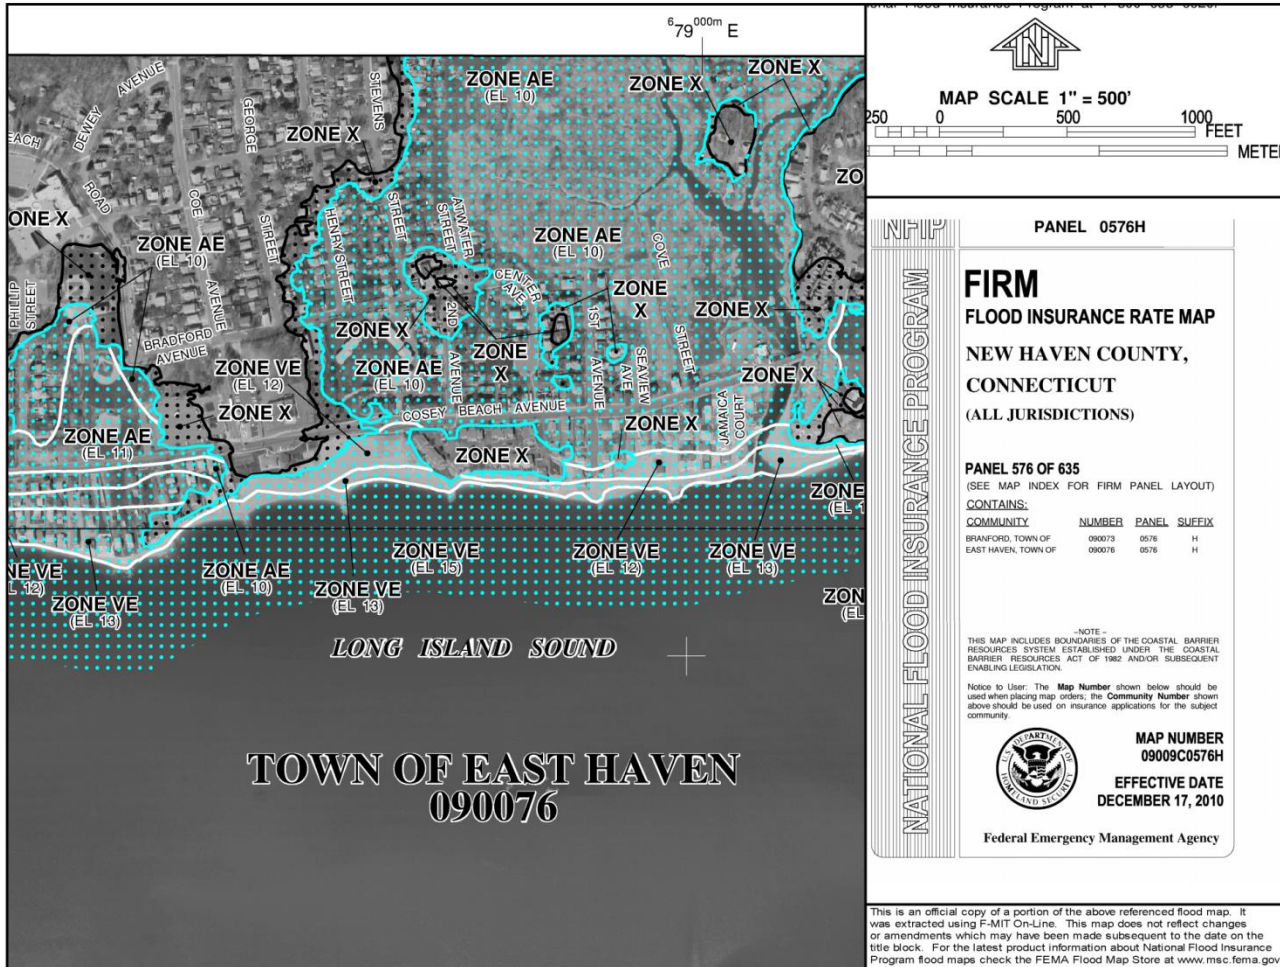 ⁶79⁰⁰⁰ᵐ E
DEWEY
AVENUE
ROAD
GEORGE
STREET
COE
AVENUE
STEVENS
STREET
ZONE X
ZONE AE
(EL 10)
ZONE X
ZONE X
ONE X
ZONE AE
(EL 10)
HENRY STREET
ATWATER
STREET
ZONE AE
(EL 10)
COVE
STREET
PHILLIP
STREET
BRADFORD
AVENUE
CENTER
AVE
ZONE
X
ZONE X
ZONE X
2ND
AVENUE
1ST
AVENUE
SEAVIEW
AVE
ZONE
X
ZONE VE
(EL 12)
ZONE AE
(EL 10)
ZONE X
ZONE X
COSEY BEACH AVENUE
JAMAICA
COURT
ZONE X
ZONE AE
(EL 11)
ZONE X
ZONE
ZONE VE
(EL 15)
ZONE VE
(EL 12)
ZONE VE
(EL 13)
NE VE
L 12)
ZONE AE
(EL 10)
ZONE VE
(EL 13)
ZONE VE
(EL 13)
ZON
(EL
LONG ISLAND SOUND
TOWN OF EAST HAVEN
090076
N
MAP SCALE 1" = 500'
250 0 500 1000
FEET
METE
NFIP
PANEL 0576H
NATIONAL FLOOD INSURANCE PROGRAM
FIRM
FLOOD INSURANCE RATE MAP
NEW HAVEN COUNTY,
CONNECTICUT
(ALL JURISDICTIONS)
PANEL 576 OF 635
(SEE MAP INDEX FOR FIRM PANEL LAYOUT)
CONTAINS:
COMMUNITY NUMBER PANEL SUFFIX
BRANFORD, TOWN OF 090073 0576 H
EAST HAVEN, TOWN OF 090076 0576 H
–NOTE –
THIS MAP INCLUDES BOUNDARIES OF THE COASTAL BARRIER
RESOURCES SYSTEM ESTABLISHED UNDER THE COASTAL
BARRIER RESOURCES ACT OF 1982 AND/OR SUBSEQUENT
ENABLING LEGISLATION.
Notice to User: The Map Number shown below should be
used when placing map orders; the Community Number shown
above should be used on insurance applications for the subject
community.
U.S. DEPARTMENT OF
HOMELAND SECURITY
MAP NUMBER
09009C0576H
EFFECTIVE DATE
DECEMBER 17, 2010
Federal Emergency Management Agency
This is an official copy of a portion of the above referenced flood map. It
was extracted using F-MIT On-Line. This map does not reflect changes
or amendments which may have been made subsequent to the date on the
title block. For the latest product information about National Flood Insurance
Program flood maps check the FEMA Flood Map Store at www.msc.fema.gov